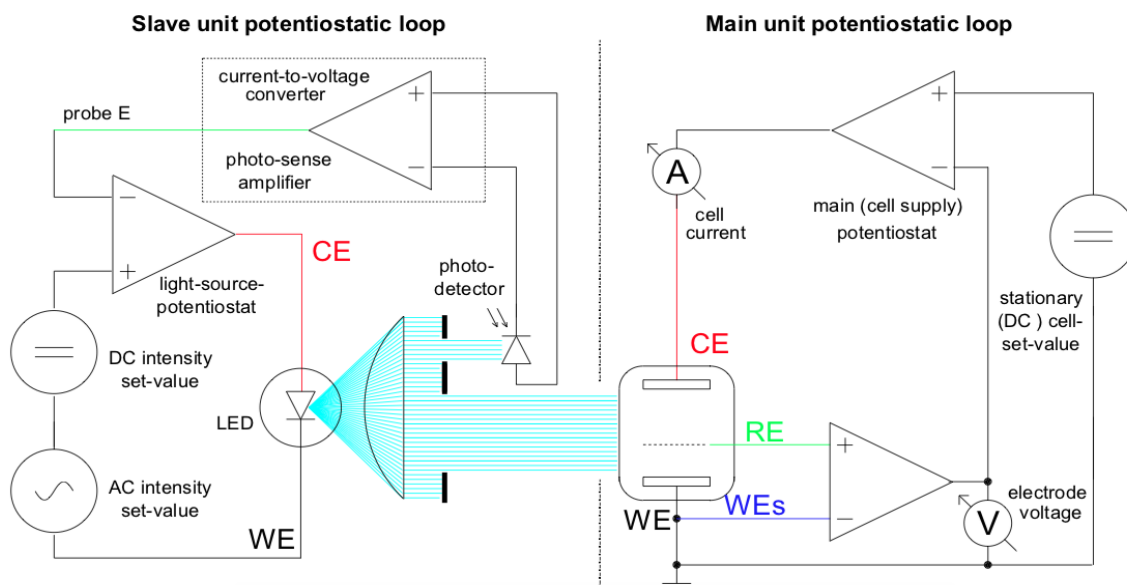 Slave unit potentiostatic loop
Main unit potentiostatic loop
current-to-voltage
converter
probe E
photo-sense
amplifier
+
−
−
+
CE
light-source-
potentiostat
photo-
detector
DC intensity
set-value
LED
AC intensity
set-value
WE
+
−
A
cell
current
main (cell supply)
potentiostat
stationary
(DC ) cell-
set-value
CE
RE
+
WEs
−
WE
V
electrode
voltage